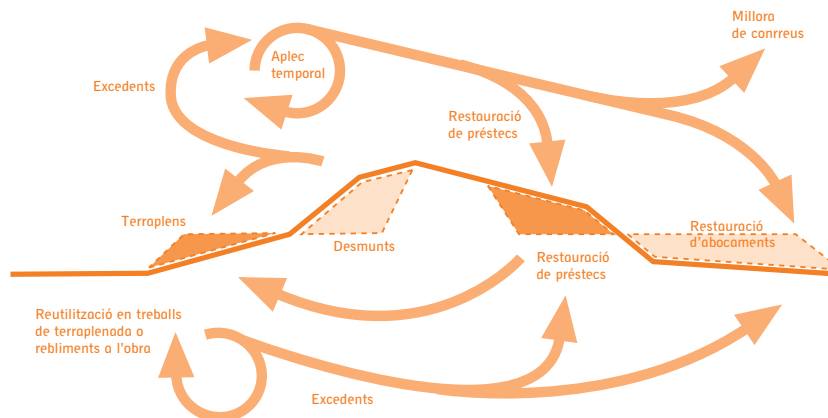 Millora
de conrreus
Aplec
temporal
Excedents
Restauració
de préstecs
Terraplens
Desmunts
Restauració
d'abocaments
Restauració
de préstecs
Reutilització en treballs
de terraplenada o
rebliments a l'obra
Excedents